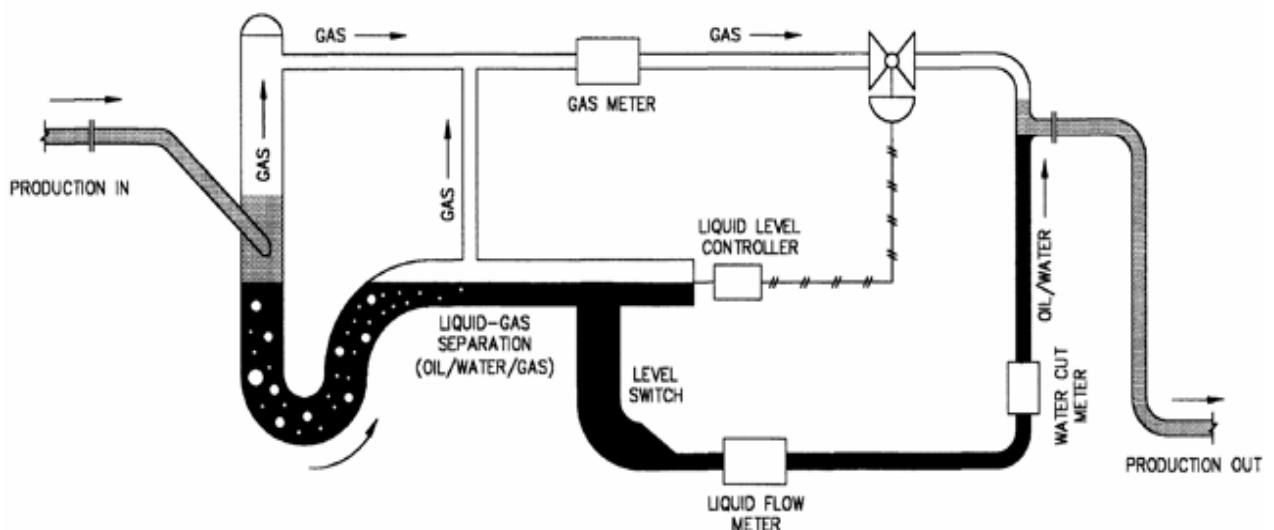 GAS
GAS
GAS METER
GAS
PRODUCTION IN
GAS
LIQUID LEVEL
CONTROLLER
OIL/WATER
LIQUID-GAS
SEPARATION
(OIL/WATER/GAS)
LEVEL
SWITCH
WATER CUT
METER
PRODUCTION OUT
LIQUID FLOW
METER